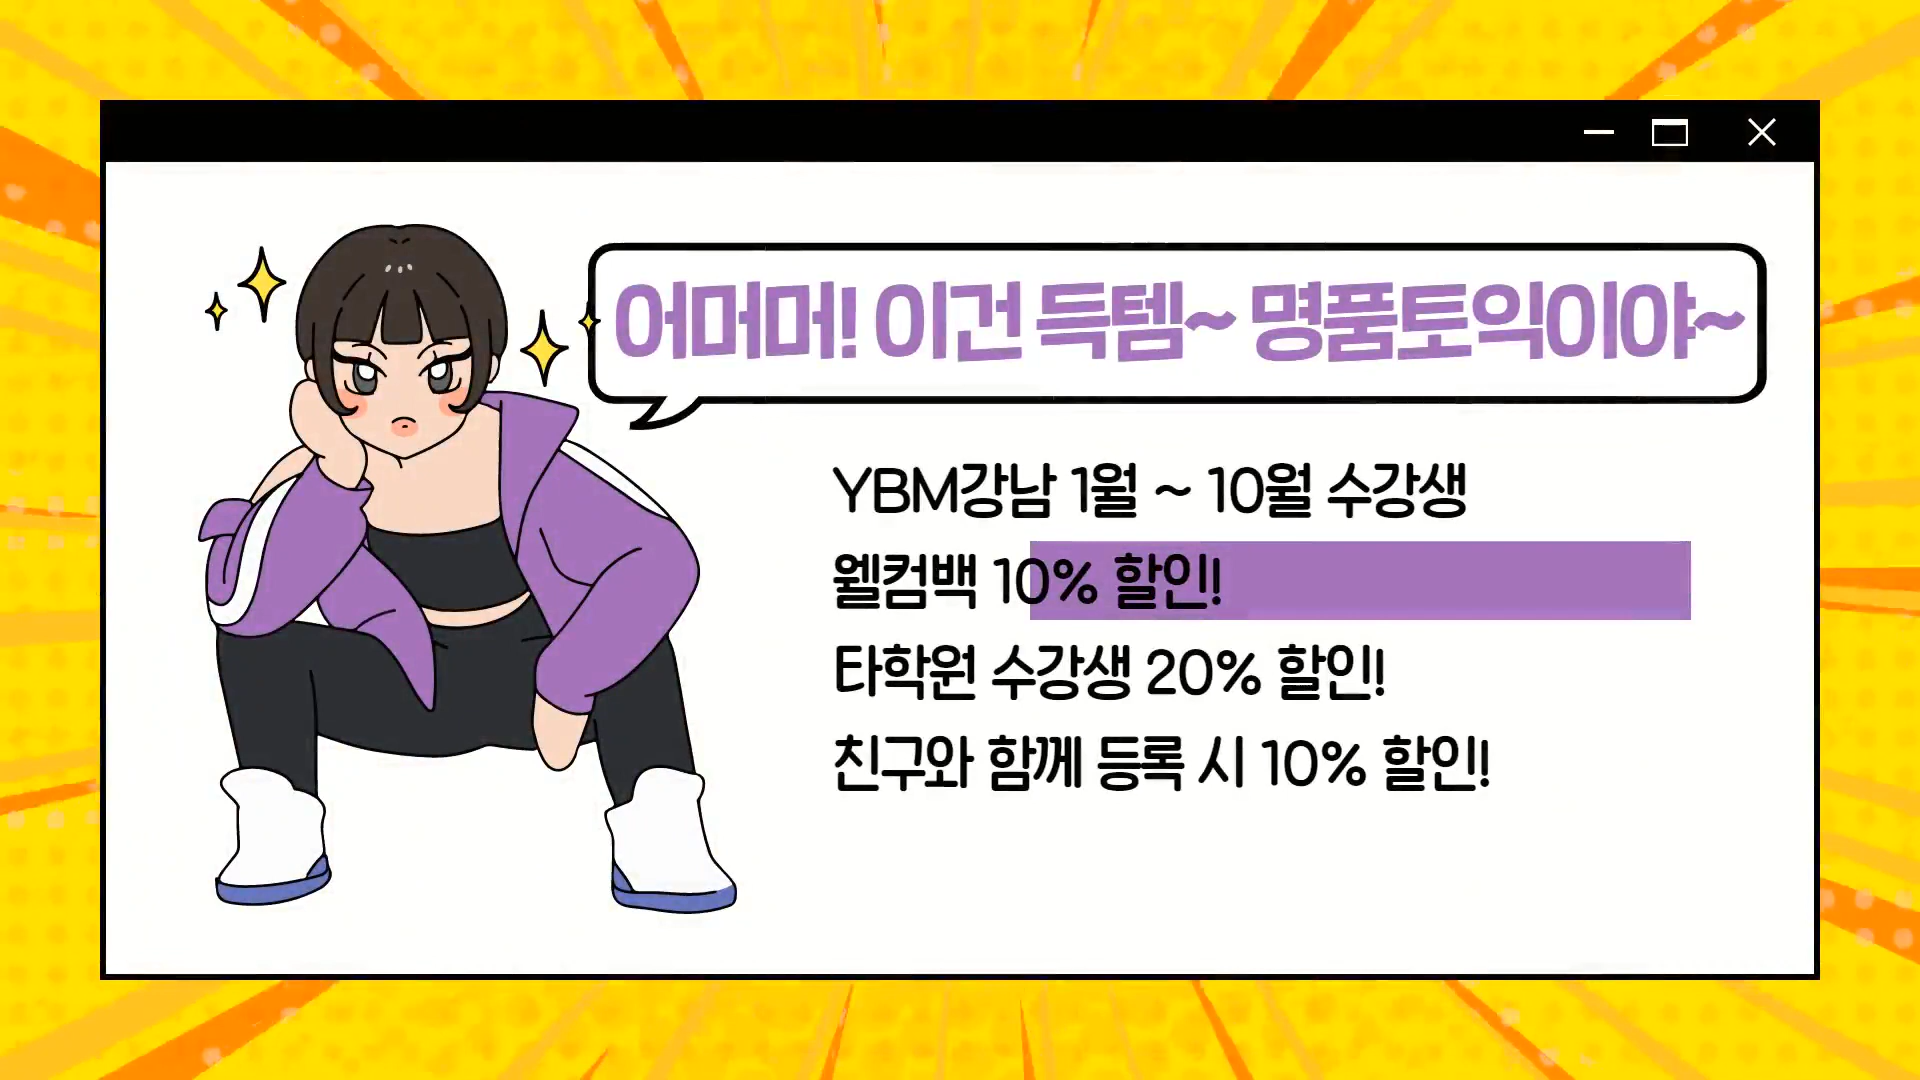 어머머! 이건 득템~ 명품토익이야~
YBM강남 1월 ~ 10월 수강생
웰컴백 10% 할인!
타학원 수강생 20% 할인!
친구와 함께 등록 시 10% 할인!